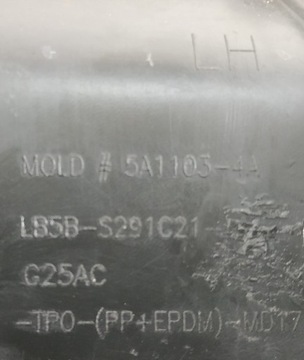 LH
MOLD # 5A1103-4A
LB5B-S291C21-
G25AC
-TPO-(PP+EPDM)-MD17